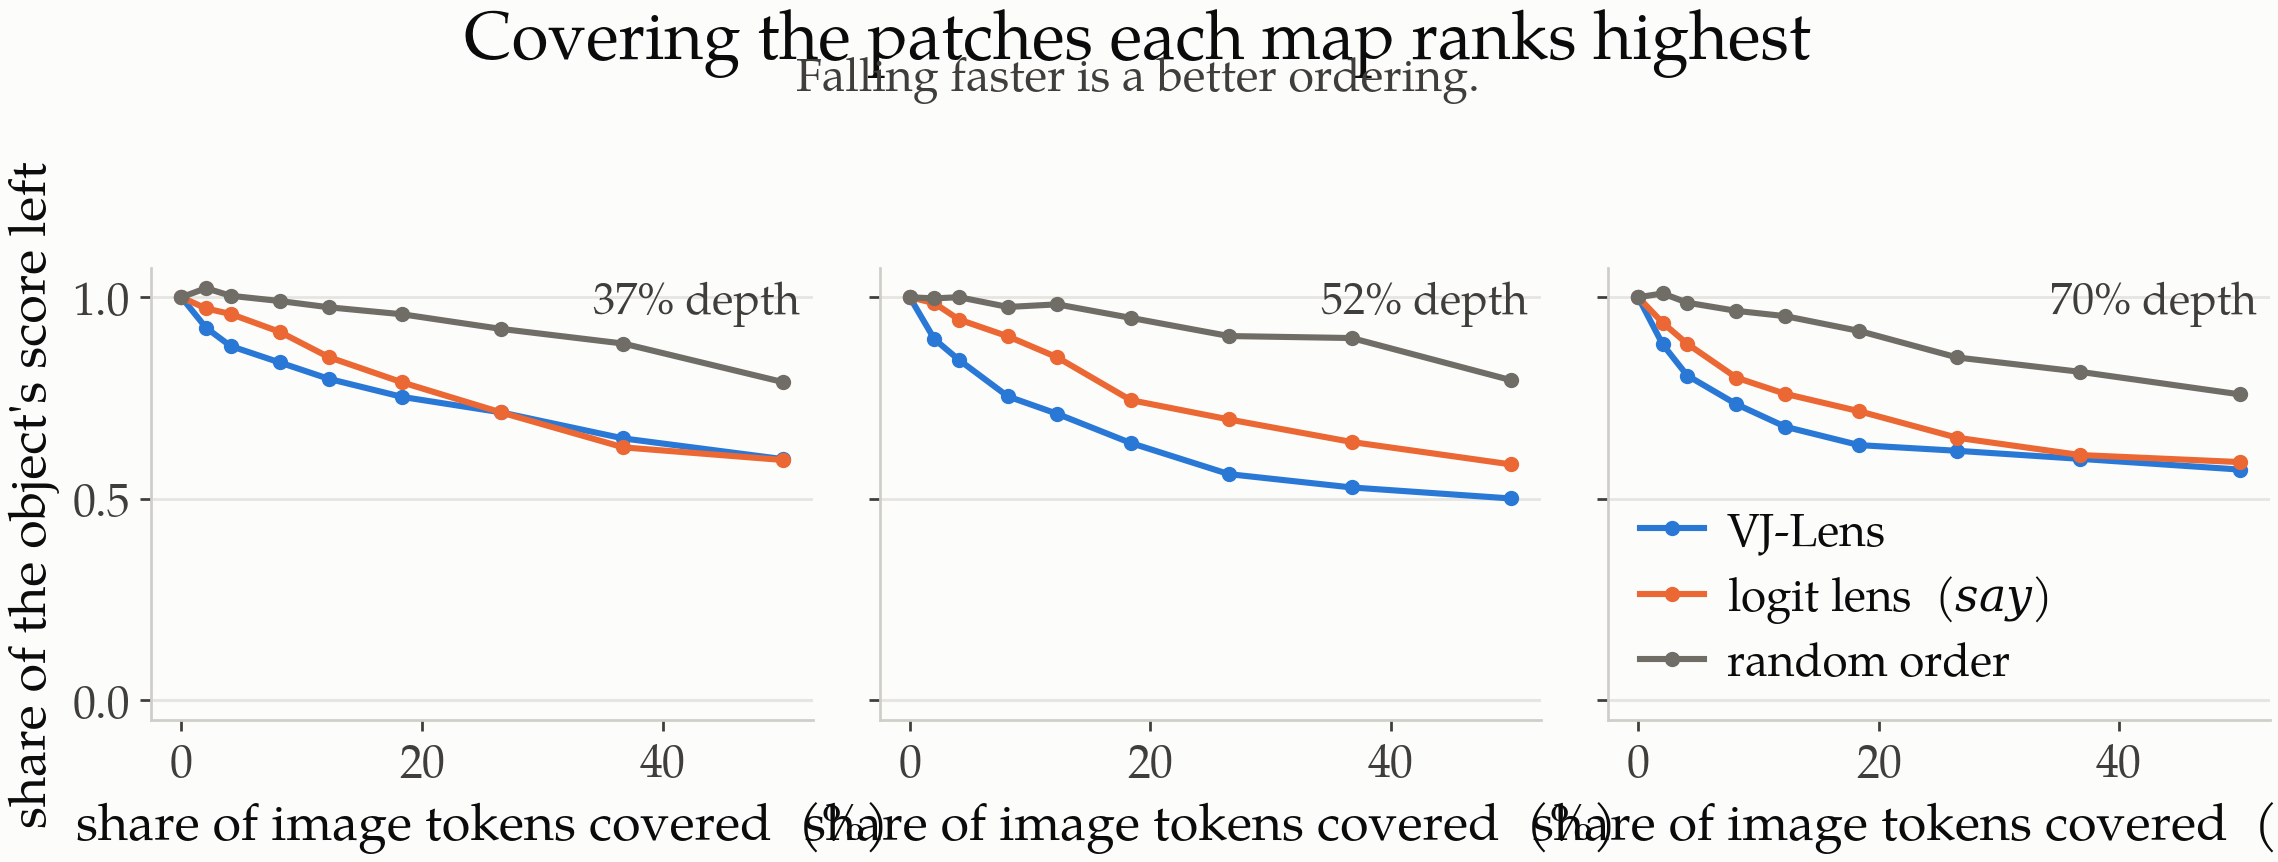 Covering the patches each map ranks highest
Falling faster is a better ordering.
share of the object's score left
1.0
0.5
0.0
37% depth
52% depth
70% depth
VJ-Lens
logit lens (say)
random order
0 20 40
0 20 40
0 20 40
share of image tokens covered (%)
share of image tokens covered (%)
share of image tokens covered (